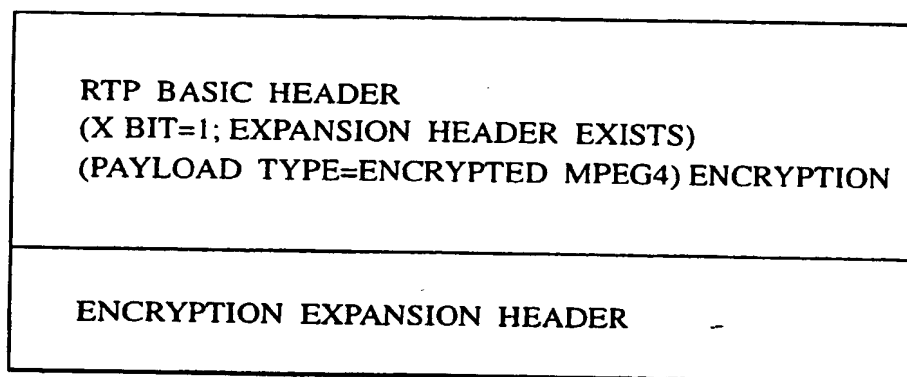 RTP BASIC HEADER
(X BIT=1; EXPANSION HEADER EXISTS)
(PAYLOAD TYPE=ENCRYPTED MPEG4) ENCRYPTION
ENCRYPTION EXPANSION HEADER